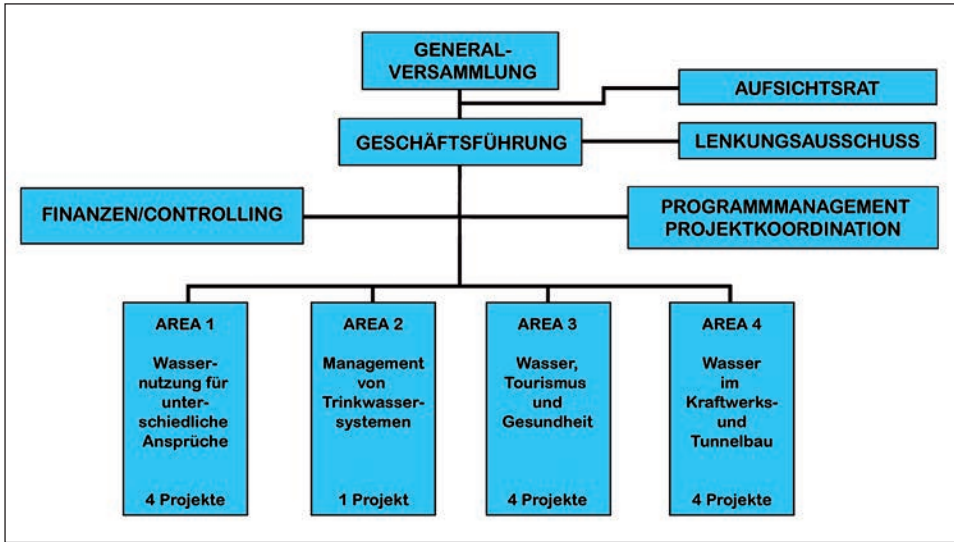 GENERAL-
VERSAMMLUNG
AUFSICHTSRAT
GESCHÄFTSFÜHRUNG
LENKUNGSAUSSCHUSS
FINANZEN/CONTROLLING
PROGRAMMMANAGEMENT
PROJEKTKOORDINATION
AREA 1
Wasser-
nutzung für
unter-
schiedliche
Ansprüche
4 Projekte
AREA 2
Management
von
Trinkwasser-
systemen
1 Projekt
AREA 3
Wasser,
Tourismus
und
Gesundheit
4 Projekte
AREA 4
Wasser
im
Kraftwerks-
und
Tunnelbau
4 Projekte